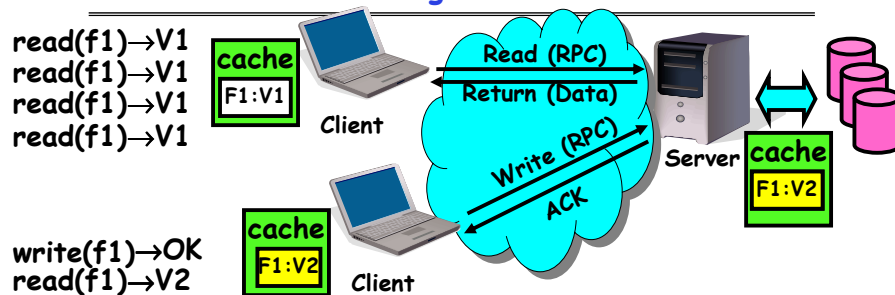 read(f1)→V1
read(f1)→V1
read(f1)→V1
read(f1)→V1
cache
F1:V1
Client
Read (RPC)
Return (Data)
Write (RPC)
ACK
Server
cache
F1:V2
write(f1)→OK
read(f1)→V2
cache
F1:V2
Client